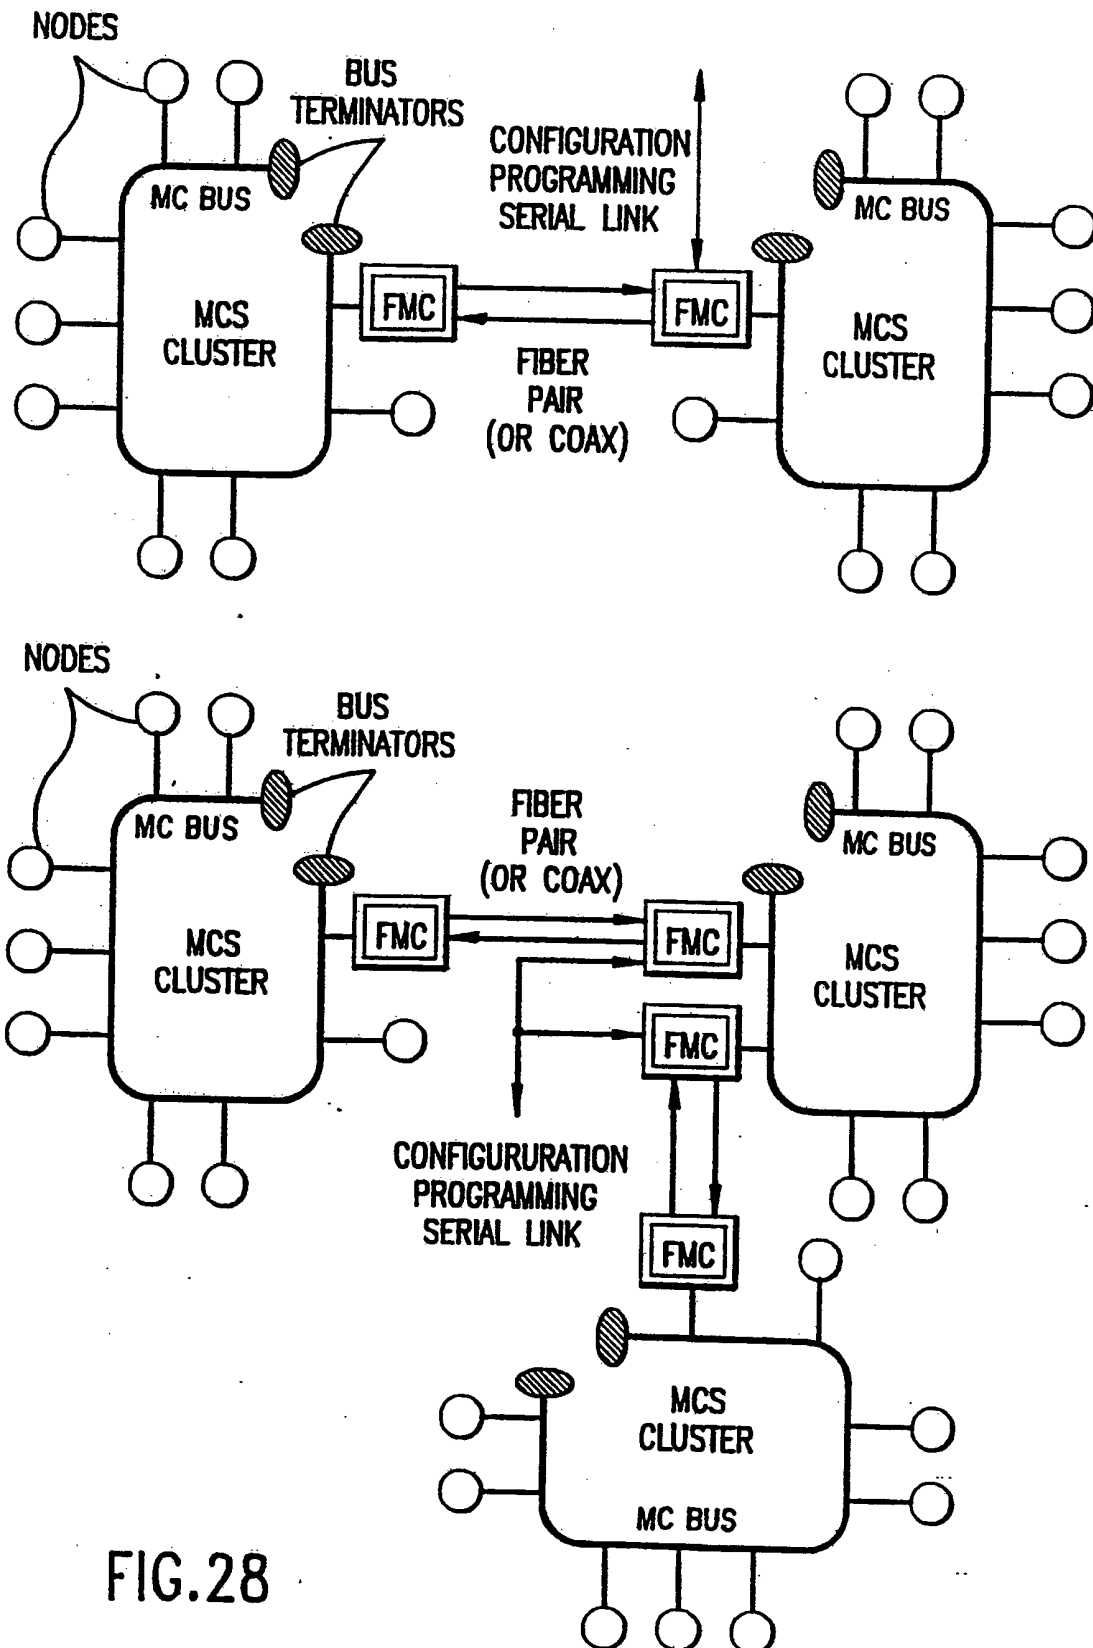 NODES
BUS
TERMINATORS
CONFIGURATION
PROGRAMMING
SERIAL LINK
MC BUS
MC BUS
MCS
CLUSTER
FMC
FMC
MCS
CLUSTER
FIBER
PAIR
(OR COAX)
NODES
BUS
TERMINATORS
FIBER
PAIR
(OR COAX)
MC BUS
MC BUS
MCS
CLUSTER
FMC
FMC
MCS
CLUSTER
FMC
CONFIGURURATION
PROGRAMMING
SERIAL LINK
FMC
MCS
CLUSTER
MC BUS
FIG.28